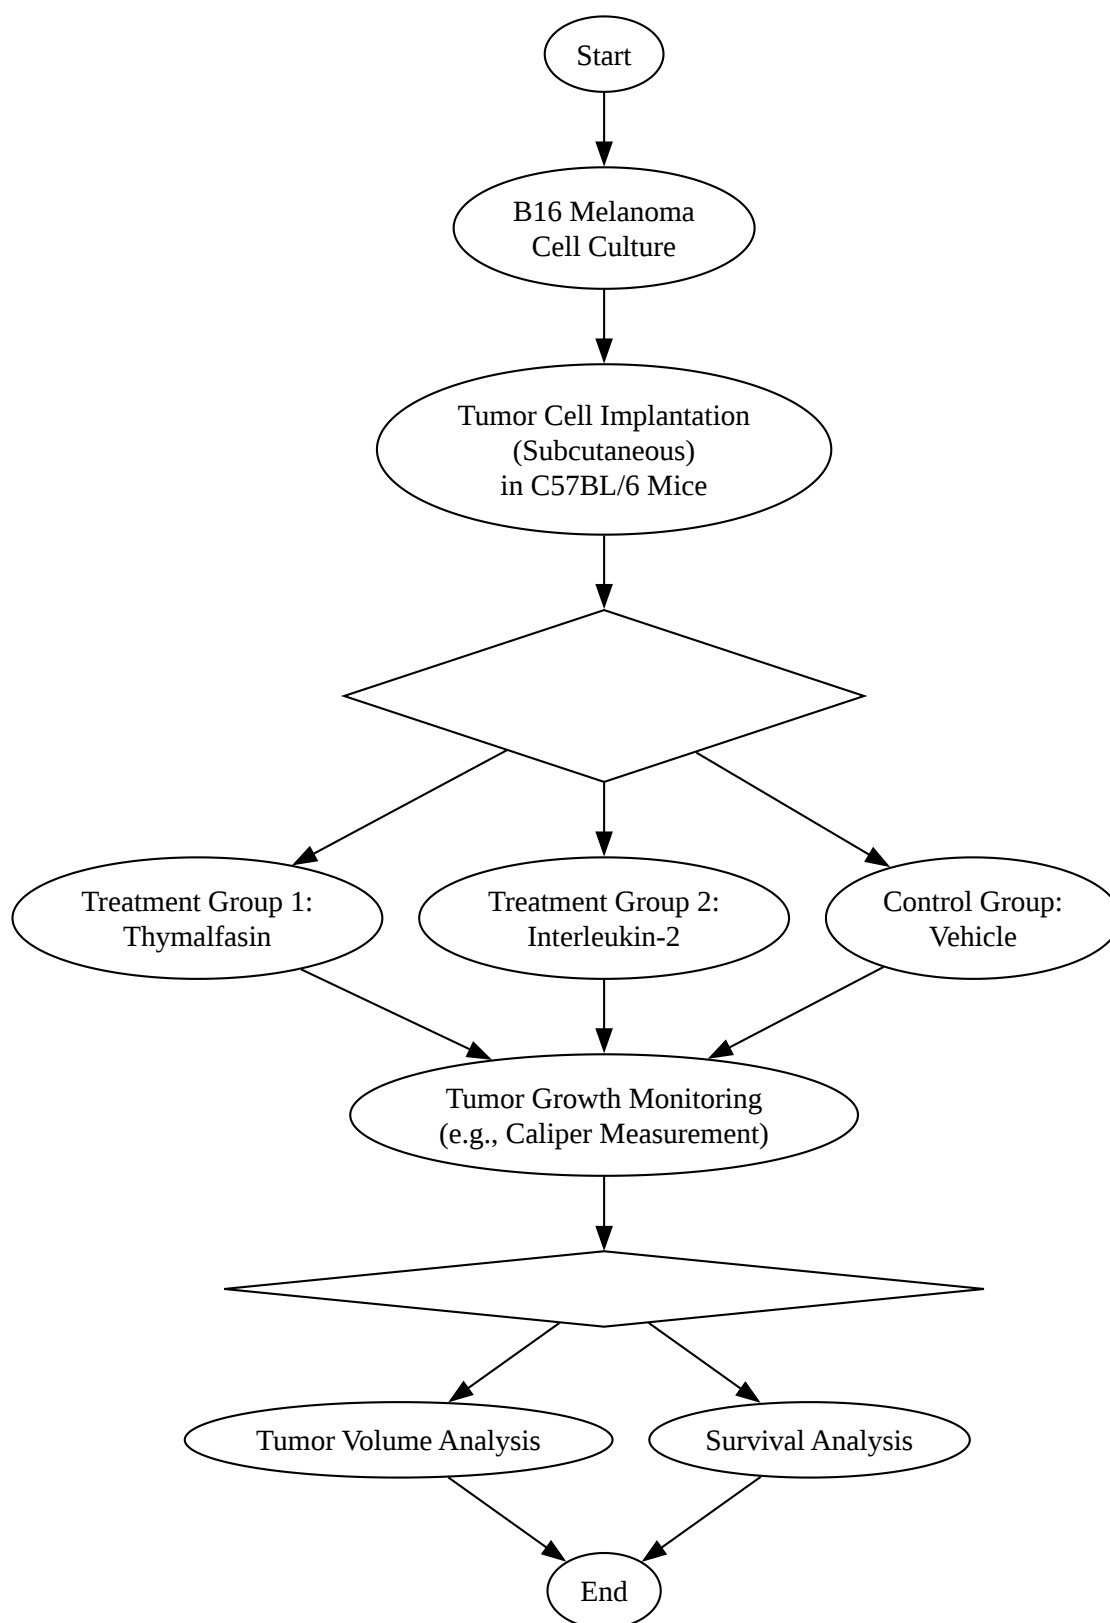 Start
B16 Melanoma
Cell Culture
Tumor Cell Implantation
(Subcutaneous)
in C57BL/6 Mice
Treatment Group 1:
Thymalfasin
Treatment Group 2:
Interleukin-2
Control Group:
Vehicle
Tumor Growth Monitoring
(e.g., Caliper Measurement)
Tumor Volume Analysis
Survival Analysis
End